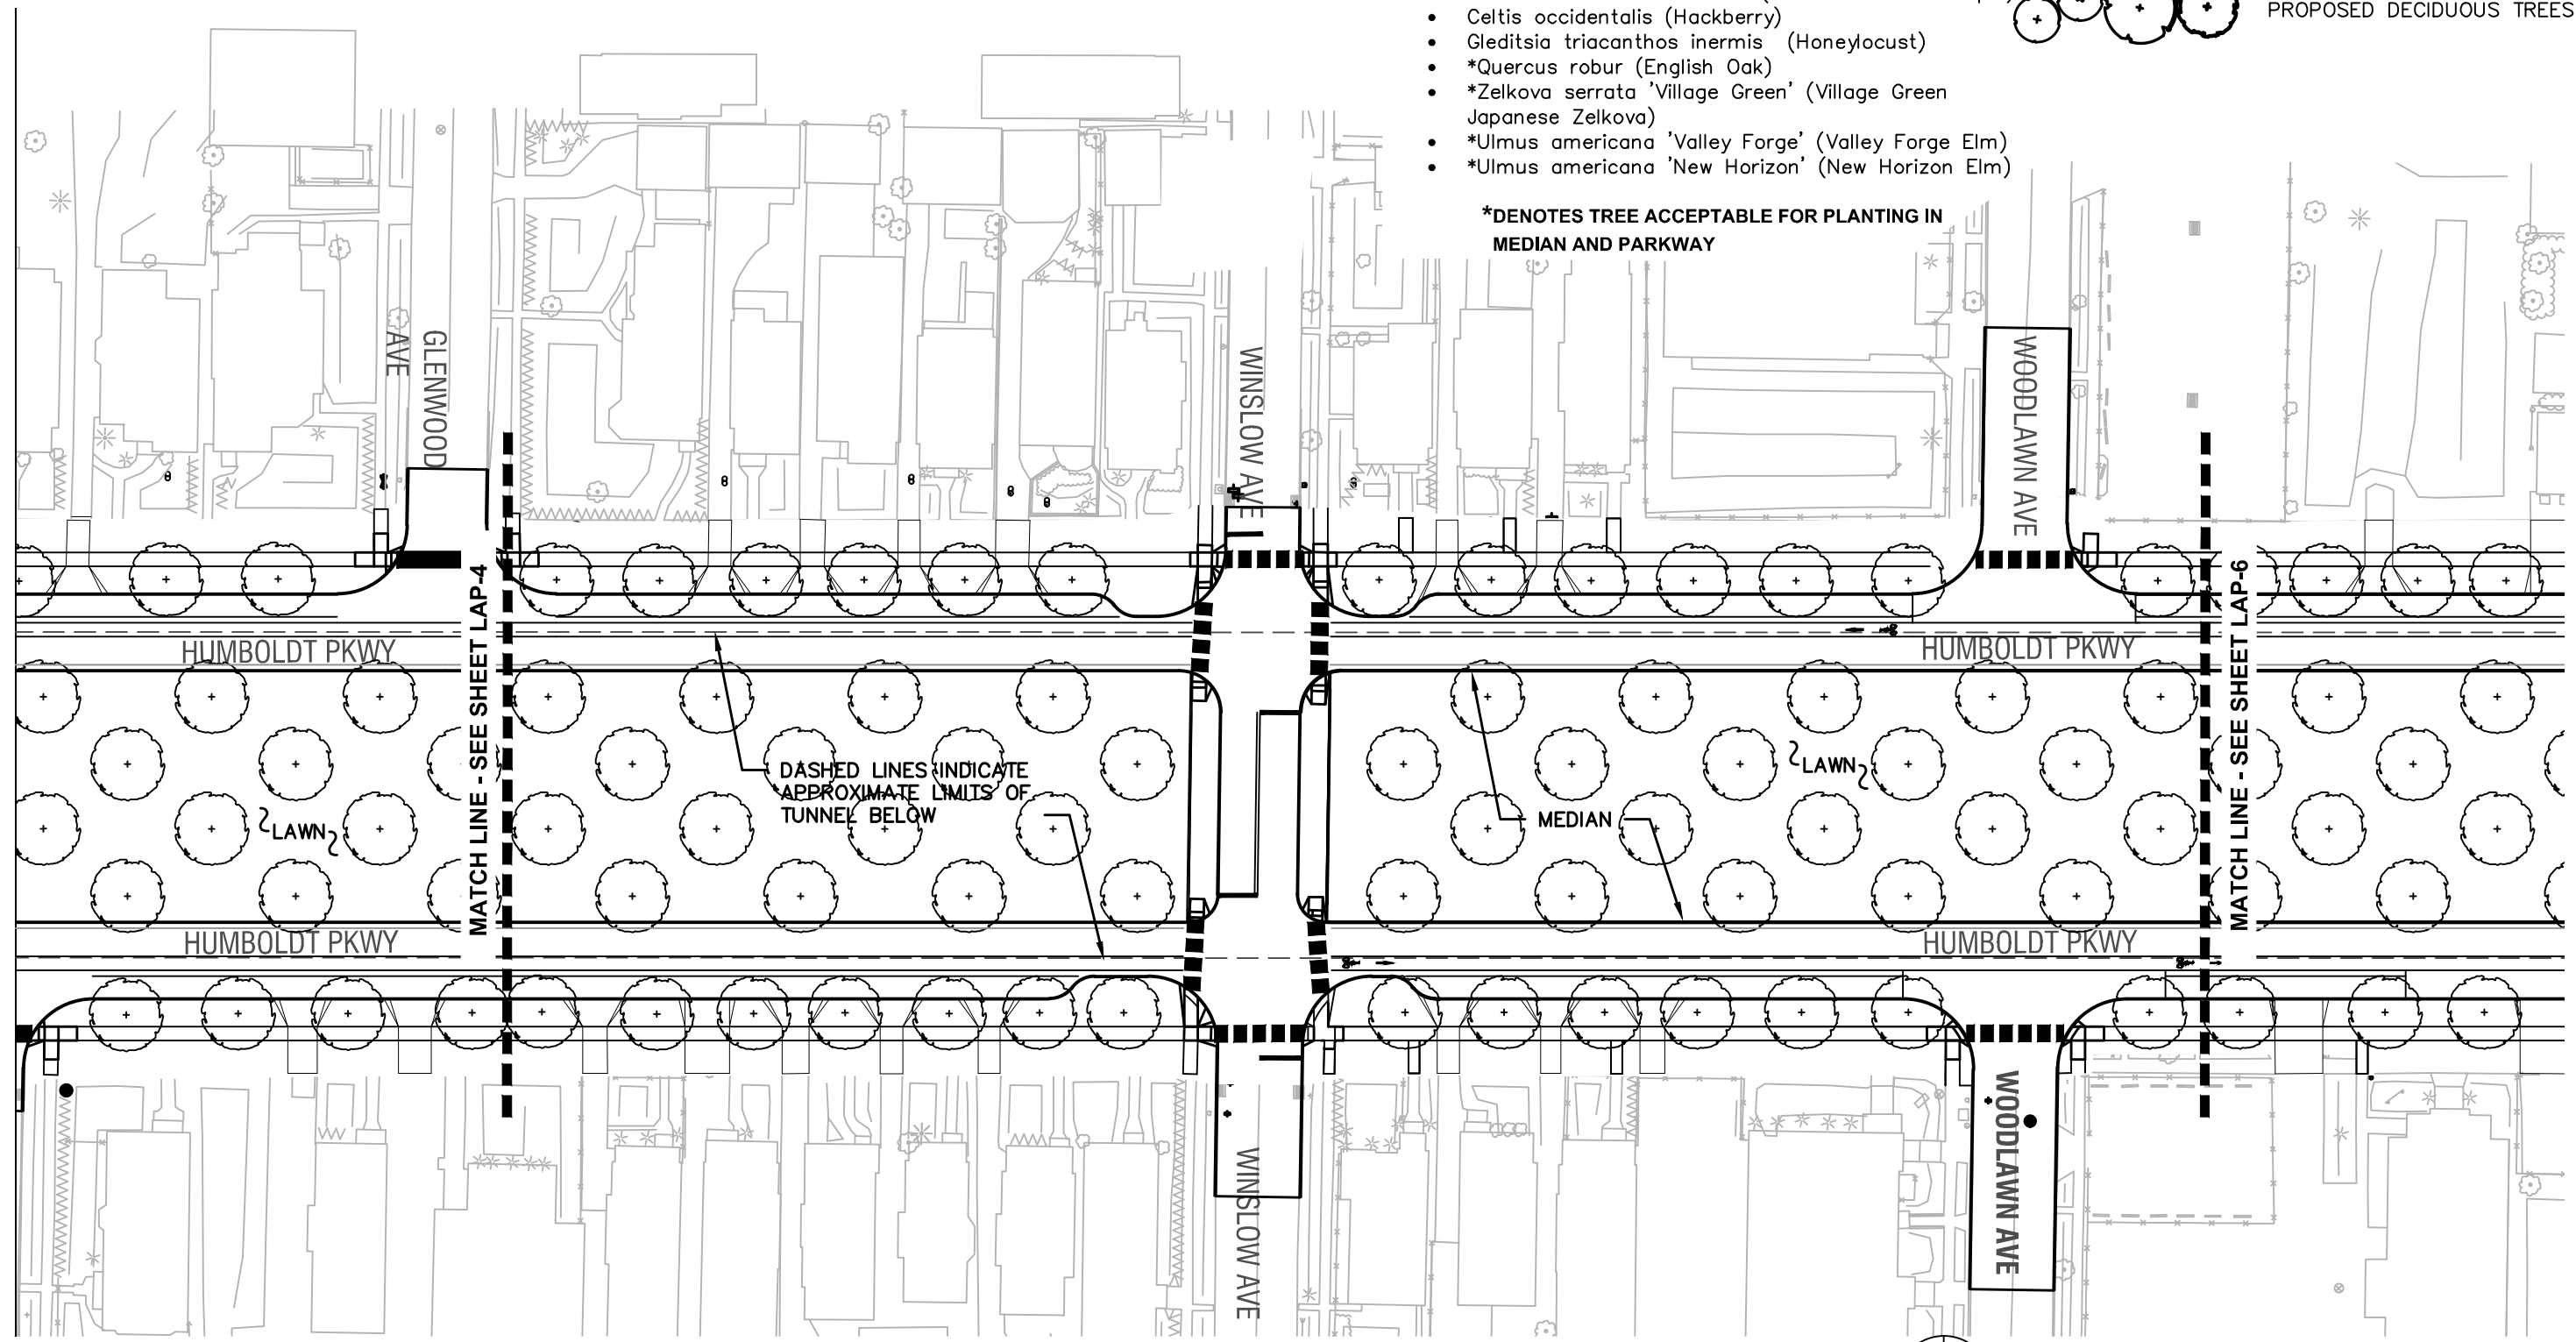 • Celtis occidentalis (Hackberry)
• Gleditsia triacanthos inermis (Honeylocust)
• *Quercus robur (English Oak)
• *Zelkova serrata 'Village Green' (Village Green
Japanese Zelkova)
• *Ulmus americana 'Valley Forge' (Valley Forge Elm)
• *Ulmus americana 'New Horizon' (New Horizon Elm)
*DENOTES TREE ACCEPTABLE FOR PLANTING IN
MEDIAN AND PARKWAY
PROPOSED DECIDUOUS TREES
GLENWOOD
AVE
WINSLOW AVE
WOODLAWN AVE
HUMBOLDT PKWY
HUMBOLDT PKWY
MATCH LINE - SEE SHEET LAP-4
MATCH LINE - SEE SHEET LAP-6
DASHED LINES INDICATE
APPROXIMATE LIMITS OF
TUNNEL BELOW
LAWN
MEDIAN
LAWN
HUMBOLDT PKWY
HUMBOLDT PKWY
WINSLOW AVE
WOODLAWN AVE